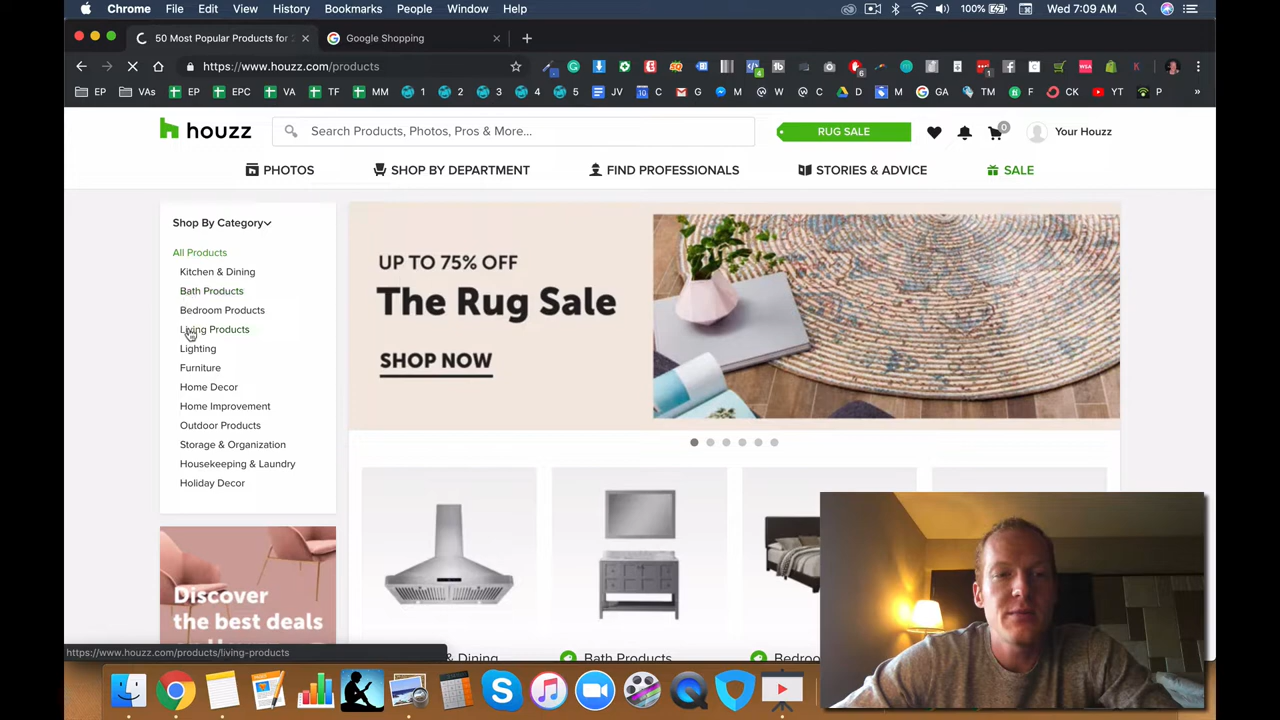 Chrome File Edit View History Bookmarks People Window Help 100% Wed 7:09 AM
50 Most Popular Products for Google Shopping
https://www.houzz.com/products
EP VAs EP EPC VA TF MM 1 2 3 4 5 JV C G M W C D M GA TM F CK YT P
houzz Search Products, Photos, Pros & More... RUG SALE 0 Your Houzz
PHOTOS SHOP BY DEPARTMENT FIND PROFESSIONALS STORIES & ADVICE SALE
Shop By Category
All Products
Kitchen & Dining
Bath Products
Bedroom Products
Living Products
Lighting
Furniture
Home Decor
Home Improvement
Outdoor Products
Storage & Organization
Housekeeping & Laundry
Holiday Decor
UP TO 75% OFF
The Rug Sale
SHOP NOW
Discover
the best deals
https://www.houzz.com/products/living-products
& Dining
Bath Products